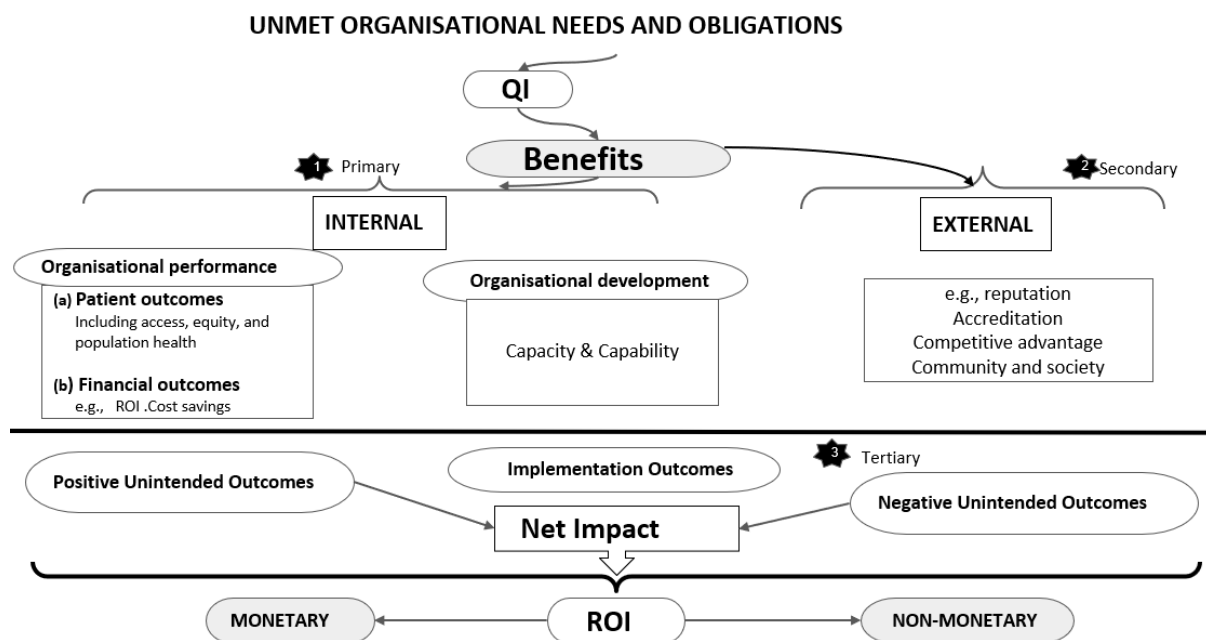 UNMET ORGANISATIONAL NEEDS AND OBLIGATIONS
QI
Benefits
1 Primary
2 Secondary
INTERNAL
EXTERNAL
Organisational performance
(a) Patient outcomes
Including access, equity, and
population health
(b) Financial outcomes
e.g., ROI .Cost savings
Organisational development
Capacity & Capability
e.g., reputation
Accreditation
Competitive advantage
Community and society
3 Tertiary
Positive Unintended Outcomes
Implementation Outcomes
Negative Unintended Outcomes
Net Impact
MONETARY
ROI
NON-MONETARY